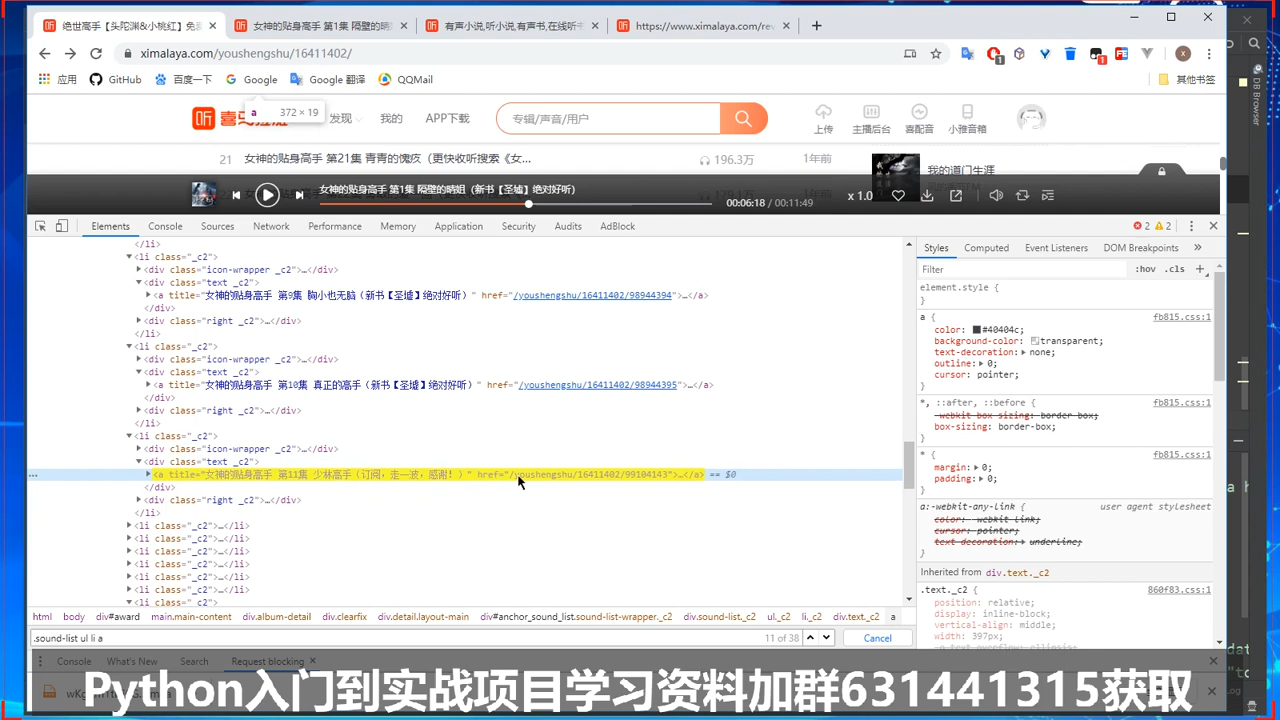 绝世高手【头陀渊&小桃红】免
女神的贴身高手 第1集 隔壁的晴
有声小说,听小说,有声书,在线听书
https://www.ximalaya.com/rev
ximalaya.com/youshengshu/16411402/
应用
GitHub
百度一下
Google
Google 翻译
QQMail
其他书签
DB Browser
a 372 × 19
发现
我的
APP下载
专辑/声音/用户
上传
主播后台
喜配音
小雅音箱
21 女神的贴身高手 第21集 青青的愧疚（更快收听搜索《女...
196.3万
1年前
我的道门生涯
女神的贴身高手 第1集 隔壁的晴姐（新书【圣墟】绝对好听）
00:06:18 / 00:11:49
x 1.0
Elements Console Sources Network Performance Memory Application Security Audits AdBlock
2 2
</li>
<li class="_c2">
<div class="icon-wrapper _c2">…</div>
<div class="text _c2">
<a title="女神的贴身高手 第9集 胸小也无脑（新书【圣墟】绝对好听）" href="/youshengshu/16411402/98944394">…</a>
</div>
<div class="right _c2">…</div>
</li>
<li class="_c2">
<div class="icon-wrapper _c2">…</div>
<div class="text _c2">
<a title="女神的贴身高手 第10集 真正的高手（新书【圣墟】绝对好听）" href="/youshengshu/16411402/98944395">…</a>
</div>
<div class="right _c2">…</div>
</li>
<li class="_c2">
<div class="icon-wrapper _c2">…</div>
<div class="text _c2">
<a title="女神的贴身高手 第11集 少林高手（订阅，走一波，感谢！）" href="/youshengshu/16411402/99104143">…</a> == $0
</div>
<div class="right _c2">…</div>
</li>
<li class="_c2">…</li>
<li class="_c2">…</li>
<li class="_c2">…</li>
<li class="_c2">…</li>
<li class="_c2">…</li>
<li class="_c2">
html body div#award main.main-content div.album-detail div.clearfix div.detail.layout-main div#anchor_sound_list.sound-list-wrapper._c2 div.sound-list._c2 ul._c2 li._c2 div.text._c2 a
.sound-list ul li a
11 of 38
Cancel
Styles Computed Event Listeners DOM Breakpoints
Filter
:hov .cls
element.style {
}
a { fb815.css:1
color: #40404c;
background-color: transparent;
text-decoration: none;
outline: 0;
cursor: pointer;
}
*, ::after, ::before { fb815.css:1
-webkit-box-sizing: border-box;
box-sizing: border-box;
}
* { fb815.css:1
margin: 0;
padding: 0;
}
a:-webkit-any-link { user agent stylesheet
color: -webkit-link;
cursor: pointer;
text-decoration: underline;
}
Inherited from div.text._c2
.text._c2 { 860f83.css:1
position: relative;
display: inline-block;
vertical-align: middle;
width: 397px;
Console What's New Search Request blocking
Python入门到实战项目学习资料加群631441315获取